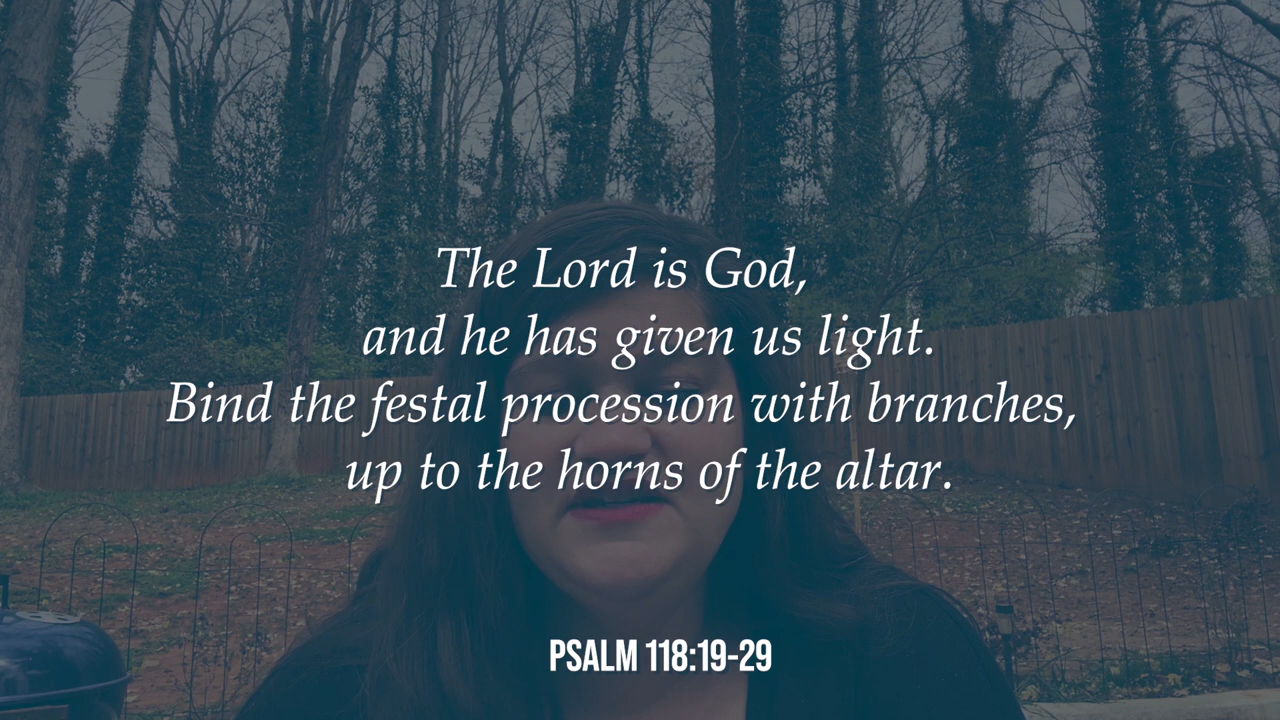 The Lord is God,
and he has given us light.
Bind the festal procession with branches,
up to the horns of the altar.
PSALM 118:19-29